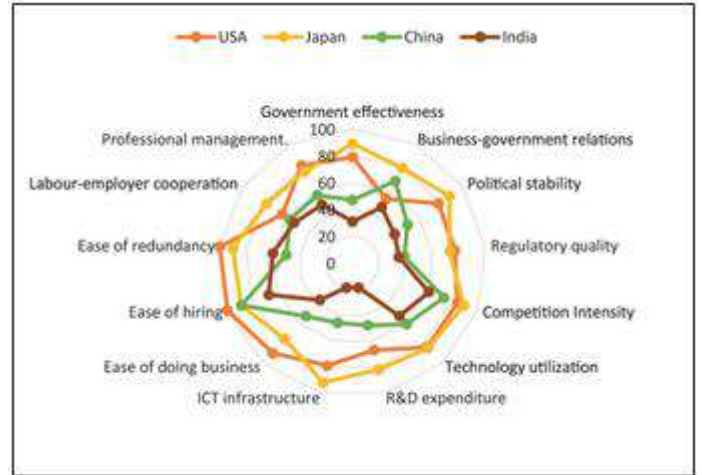 USA Japan China India
Government effectiveness
Professional management
Business-government relations
Labour-employer cooperation
Political stability
Ease of redundancy
Regulatory quality
Ease of hiring
Competition Intensity
Ease of doing business
Technology utilization
ICT infrastructure
R&D expenditure
100
80
60
40
20
0